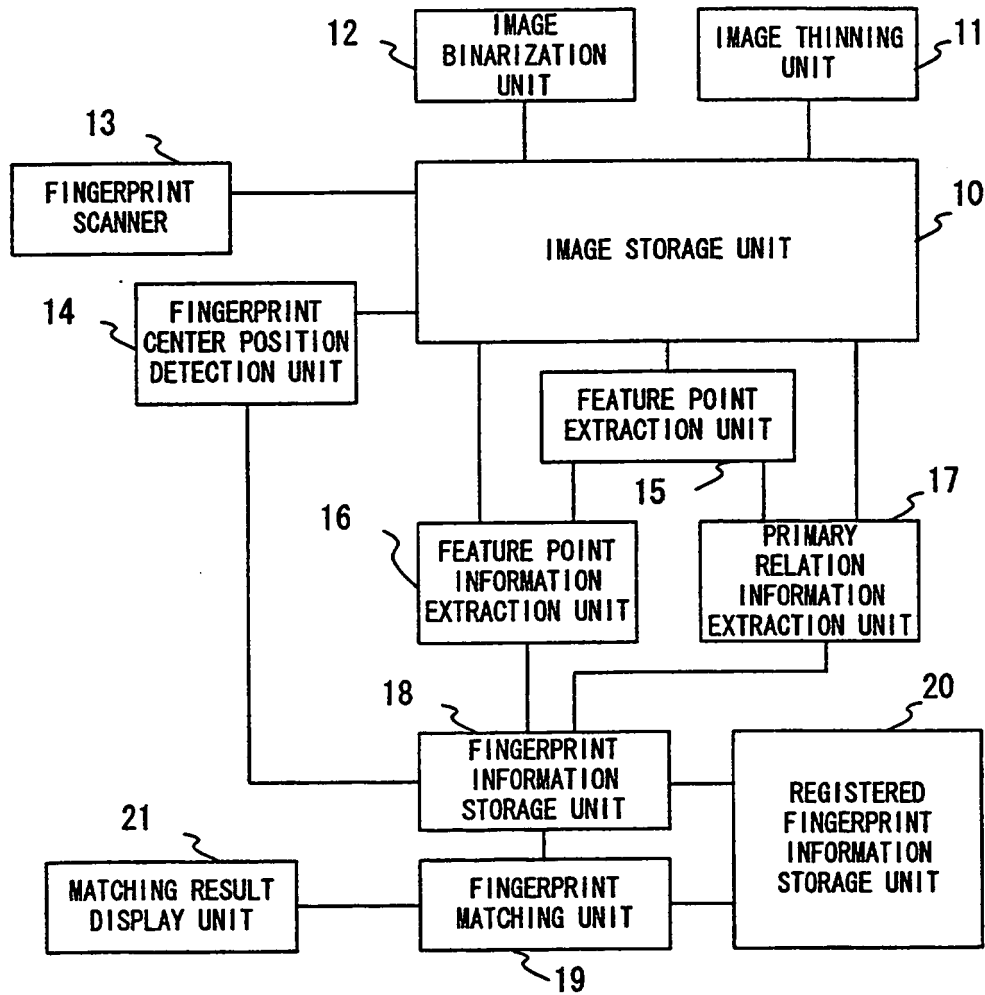 12
IMAGE
BINARIZATION
UNIT
IMAGE THINNING
UNIT
11
13
FINGERPRINT
SCANNER
10
IMAGE STORAGE UNIT
14
FINGERPRINT
CENTER POSITION
DETECTION UNIT
FEATURE POINT
EXTRACTION UNIT
15
16
17
FEATURE POINT
INFORMATION
EXTRACTION UNIT
PRIMARY
RELATION
INFORMATION
EXTRACTION UNIT
18
20
FINGERPRINT
INFORMATION
STORAGE UNIT
REGISTERED
FINGERPRINT
INFORMATION
STORAGE UNIT
21
MATCHING RESULT
DISPLAY UNIT
FINGERPRINT
MATCHING UNIT
19